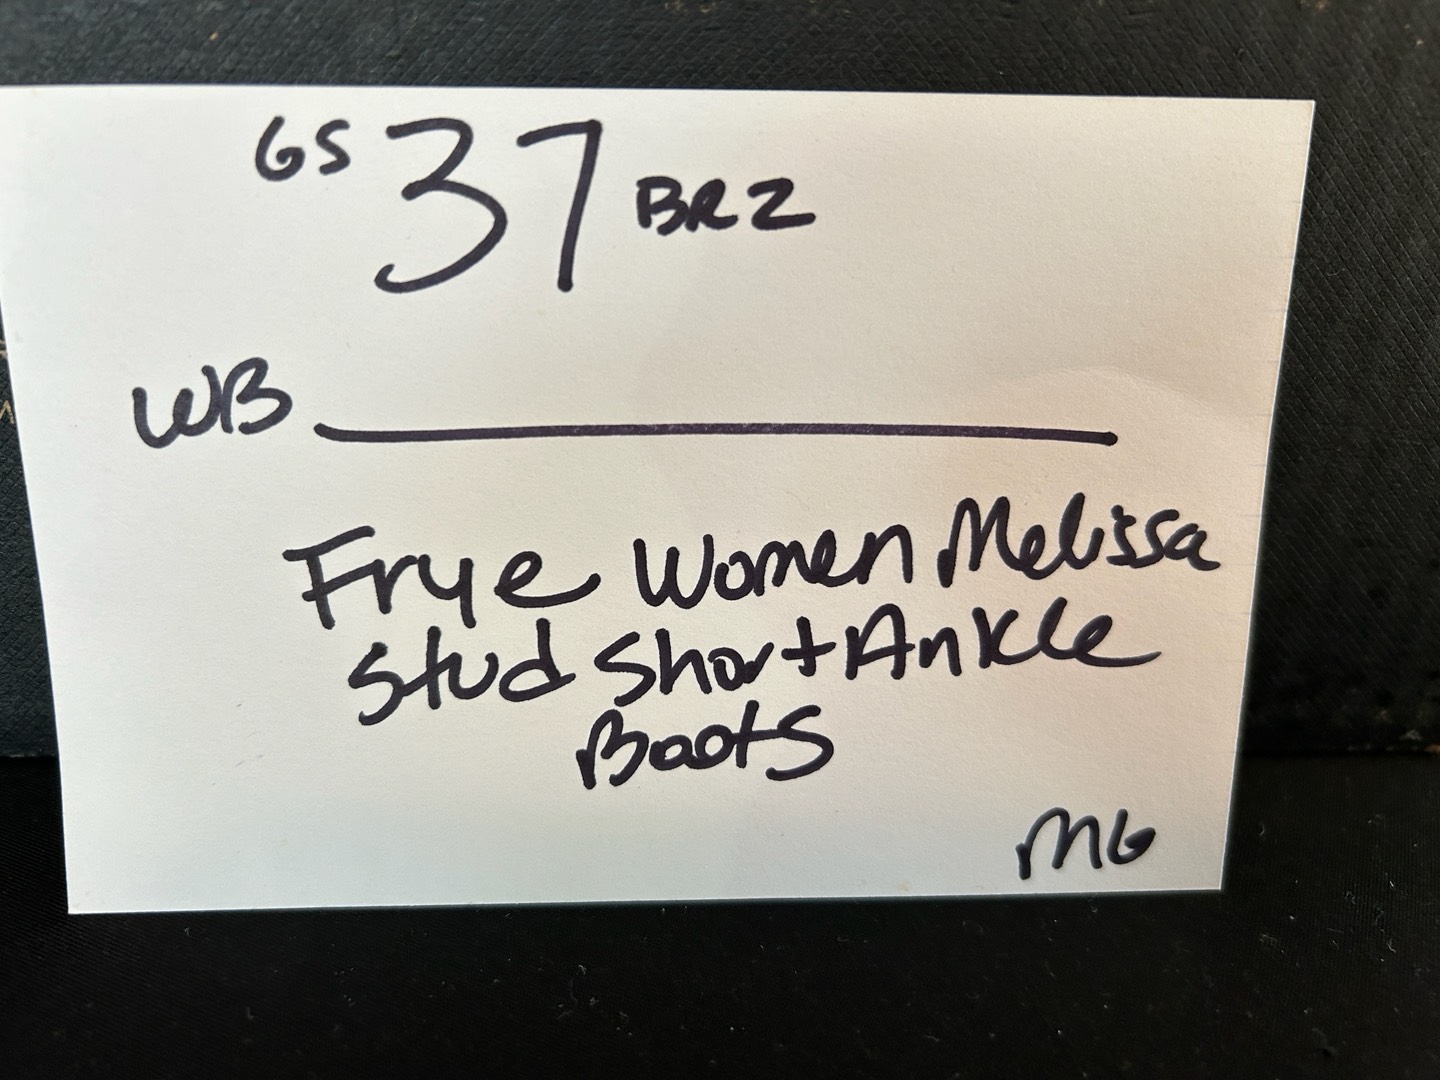 GS 37 BRZ
WB
Frye Women Melissa
Stud Short Ankle
Boots
MG